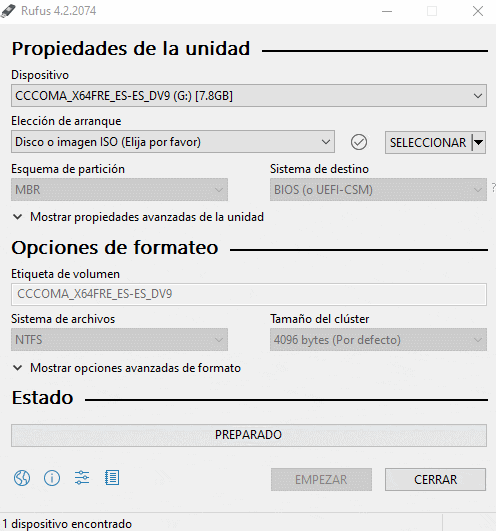 Rufus 4.2.2074
Propiedades de la unidad
Dispositivo
CCCOMA_X64FRE_ES-ES_DV9 (G:) [7.8GB]
Elección de arranque
Disco o imagen ISO (Elija por favor)
SELECCIONAR
Esquema de partición
Sistema de destino
MBR
BIOS (o UEFI-CSM)
?
Mostrar propiedades avanzadas de la unidad
Opciones de formateo
Etiqueta de volumen
CCCOMA_X64FRE_ES-ES_DV9
Sistema de archivos
Tamaño del clúster
NTFS
4096 bytes (Por defecto)
Mostrar opciones avanzadas de formato
Estado
PREPARADO
EMPEZAR
CERRAR
1 dispositivo encontrado